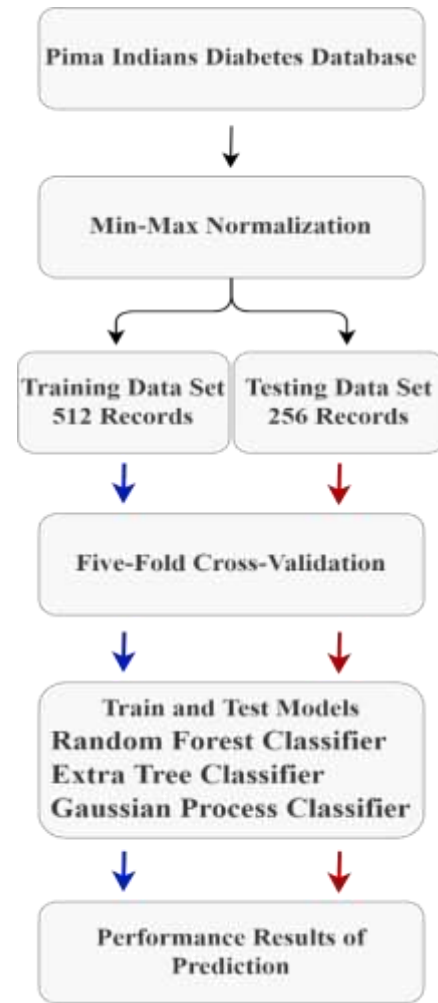 Pima Indians Diabetes Database
Min-Max Normalization
Training Data Set
512 Records
Testing Data Set
256 Records
Five-Fold Cross-Validation
Train and Test Models
Random Forest Classifier
Extra Tree Classifier
Gaussian Process Classifier
Performance Results of
Prediction